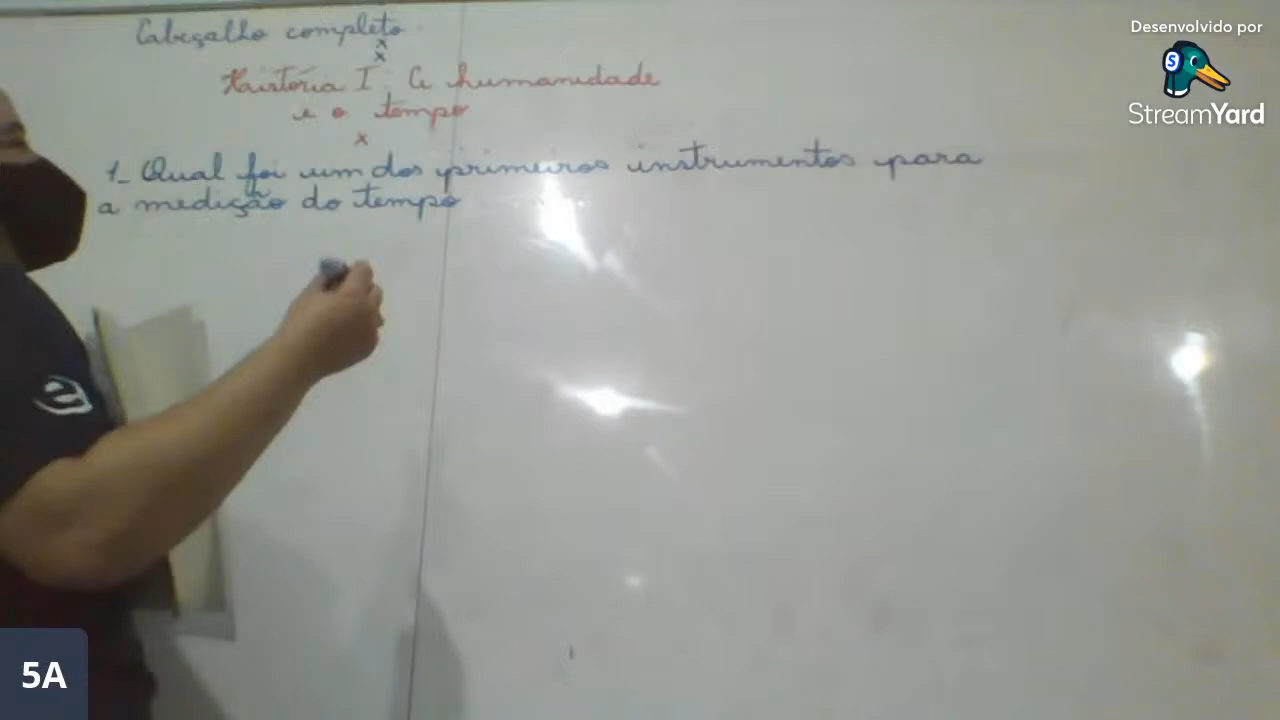 Cabeçalho completo
x
x
História I: A humanidade
e o tempo
x
1- Qual foi um dos primeiros instrumentos para
a medição do tempo
Desenvolvido por
S
StreamYard
5A